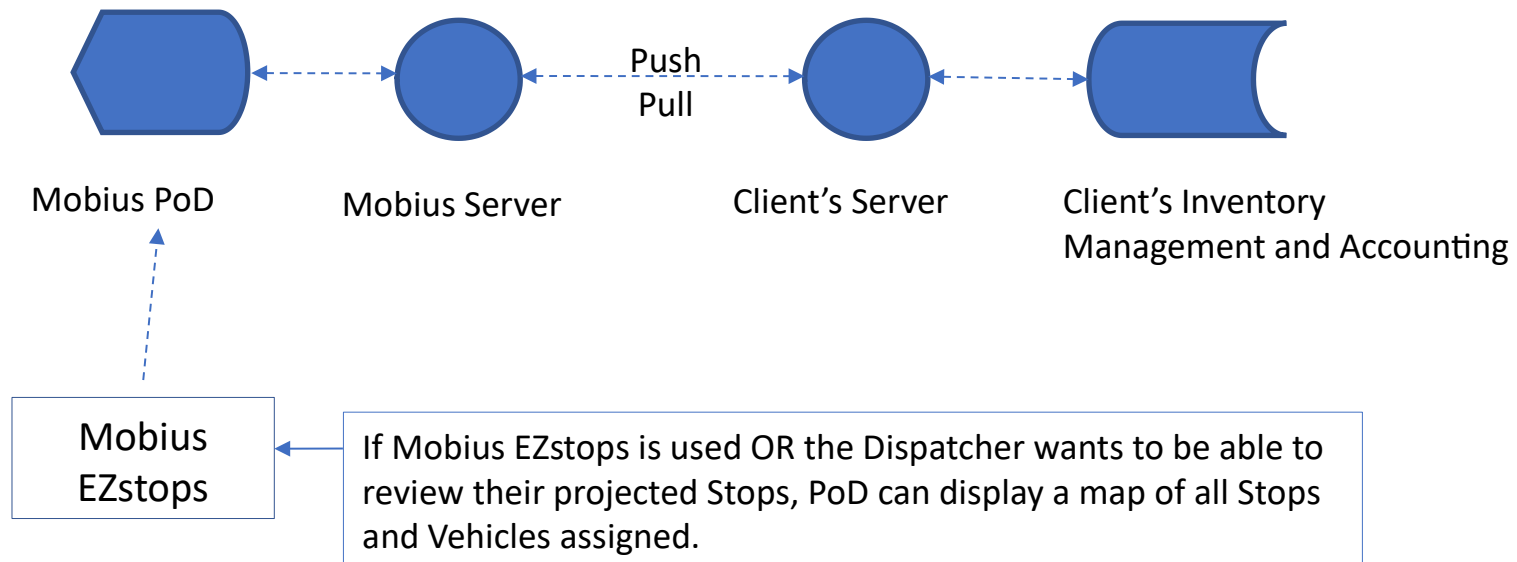 Push
Pull
Mobius PoD
Mobius Server
Client’s Server
Client’s Inventory
Management and Accounting
Mobius
EZstops
If Mobius EZstops is used OR the Dispatcher wants to be able to
review their projected Stops, PoD can display a map of all Stops
and Vehicles assigned.